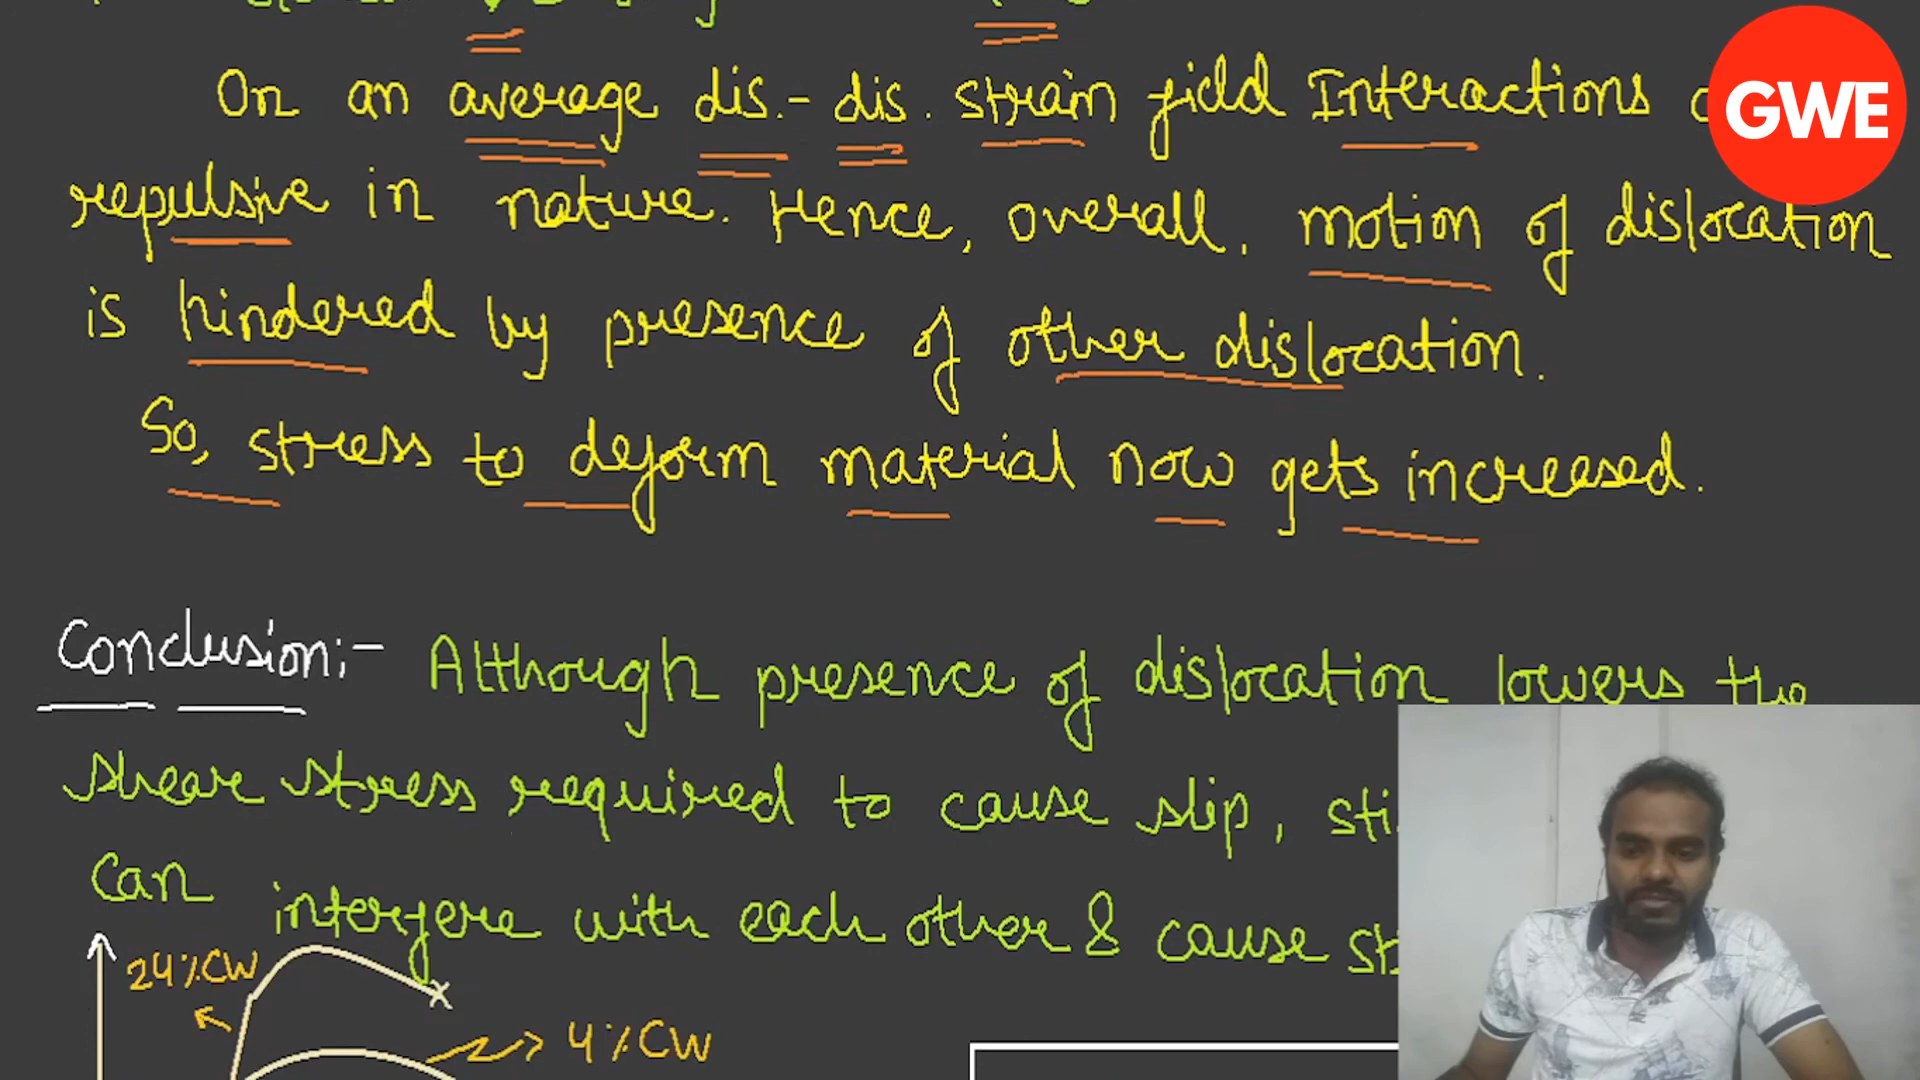 On an average dis.- dis. strain field Interactions
GWE
repulsive in nature. Hence, overall, motion of dislocation
is hindered by presence of other dislocation.
So, stress to deform material now gets increased.
Conclusion:- Although presence of dislocation lowers the
shear stress required to cause slip,
can interfere with each other & cause
24%CW
4%CW